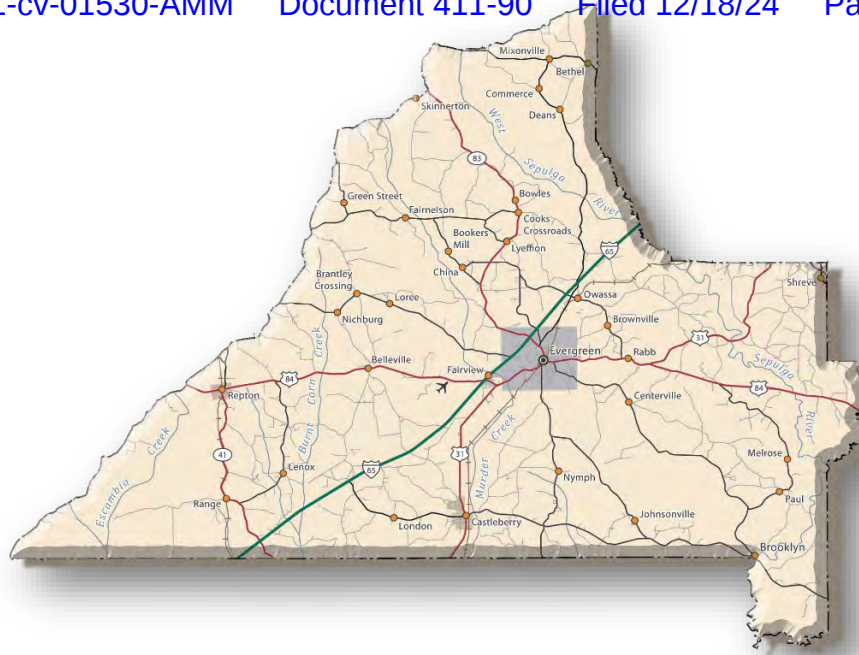 1-cv-01530-AMM Document 411-90 Filed 12/18/24 Pa
Mixonville
Bethel
Commerce
Skinnerton
Deans
West
83
Sepulga
Green Street
Bowles
River
Fairnelson
Cooks
Crossroads
Bookers
Mill
Lyeffion
65
China
Brantley
Crossing
Shreve
Loree
Owassa
Nichburg
Brownville
31
Evergreen
Rabb
Sepulga
Belleville
Fairview
84
84
Repton
Creek
Burnt Corn Creek
Centerville
River
Murder Creek
41
31
Melrose
Lenox
65
Nymph
Escambia Creek
Paul
Range
London
Castleberry
Johnsonville
Brooklyn